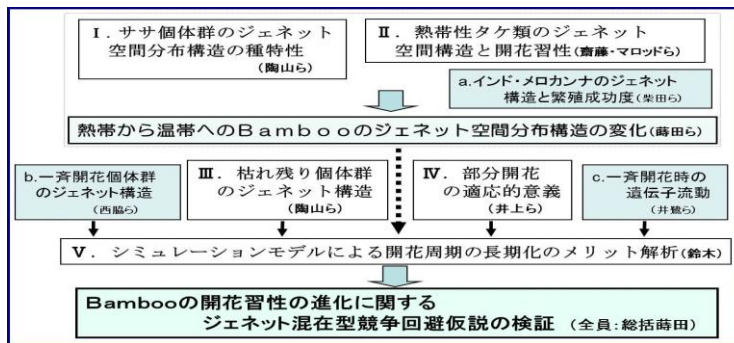 Ⅰ. ササ個体群のジェネット
空間分布構造の種特性
(陶山ら)
Ⅱ. 熱帯性タケ類のジェネット
空間構造と開花習性(齋藤・マロッドら)
a.インド・メロカンナのジェネット
構造と繁殖成功度(柴田ら)
熱帯から温帯へのBambooのジェネット空間分布構造の変化(蒔田ら)
b.一斉開花個体群
のジェネット構造
(西脇ら)
Ⅲ. 枯れ残り個体群
のジェネット構造
(陶山ら)
Ⅳ. 部分開花
の適応的意義
(井上ら)
c.一斉開花時の
遺伝子流動
(井鷺ら)
Ⅴ. シミュレーションモデルによる開花周期の長期化のメリット解析(鈴木)
Bambooの開花習性の進化に関する
ジェネット混在型競争回避仮説の検証 (全員:総括蒔田)